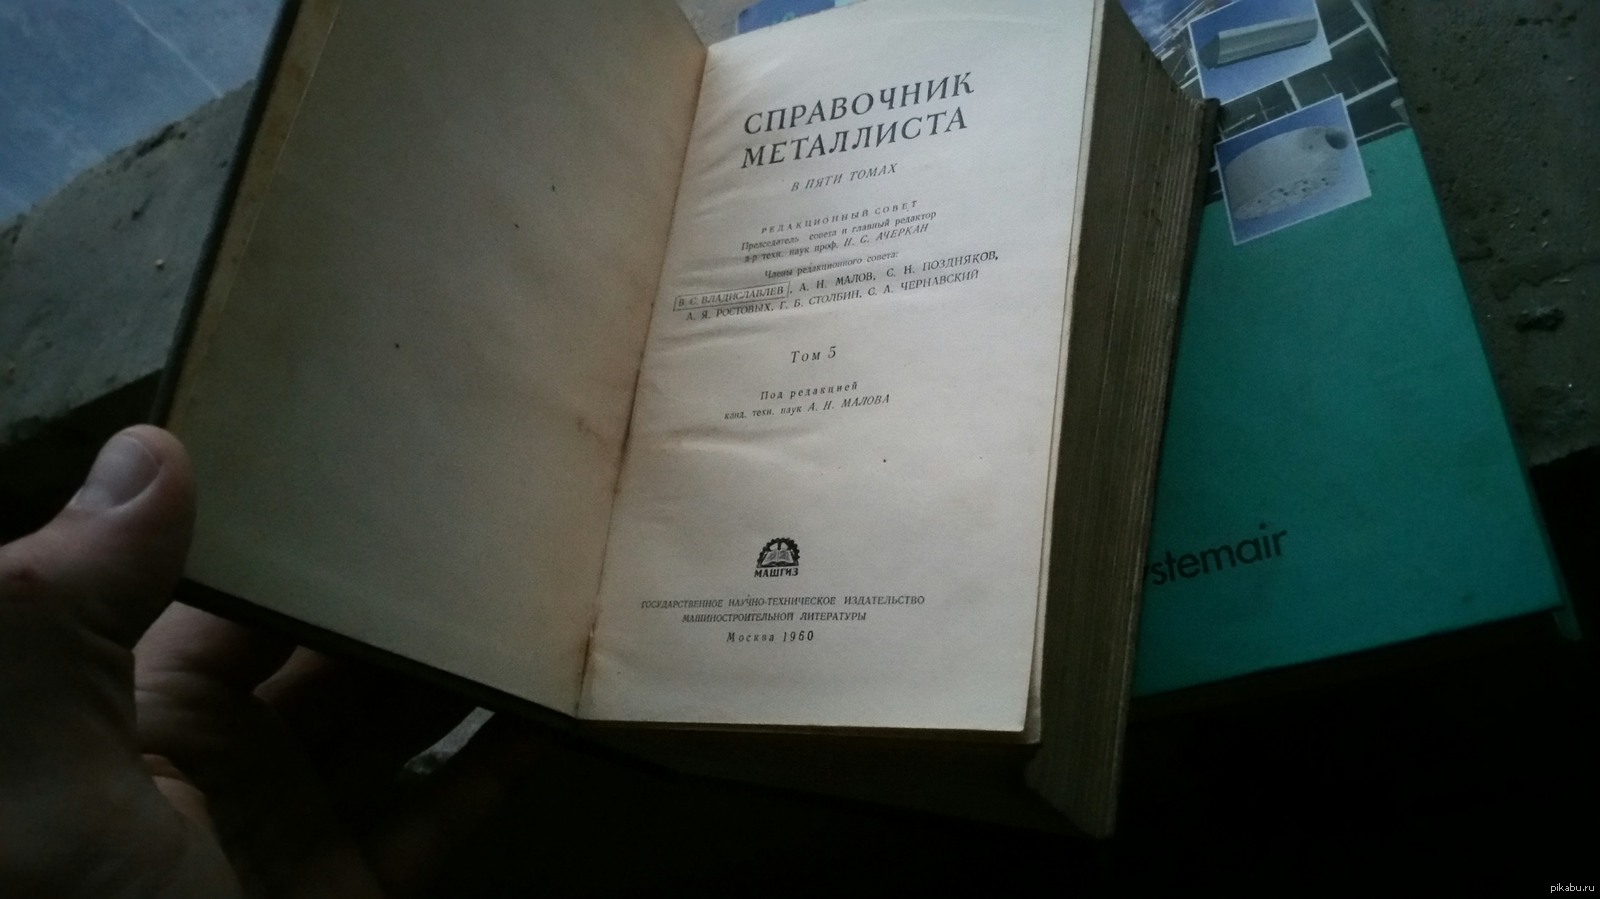 СПРАВОЧНИК
МЕТАЛЛИСТА
В ПЯТИ ТОМАХ
РЕДАКЦИОННЫЙ СОВЕТ
Председатель совета и главный редактор
д-р техн. наук проф. Н. С. АЧЕРКАН
Члены редакционного совета:
В. С. ВЛАДИСЛАВЛЕВ, А. Н. МАЛОВ, С. Н. ПОЗДНЯКОВ,
А. Я. РОСТОВЫХ, Г. Б. СТОЛБИН, С. А. ЧЕРНАВСКИЙ
Том 5
Под редакцией
канд. техн. наук А. Н. МАЛОВА
МАШГИЗ
ГОСУДАРСТВЕННОЕ НАУЧНО-ТЕХНИЧЕСКОЕ ИЗДАТЕЛЬСТВО
МАШИНОСТРОИТЕЛЬНОЙ ЛИТЕРАТУРЫ
Москва 1960
ystemair
pikabu.ru